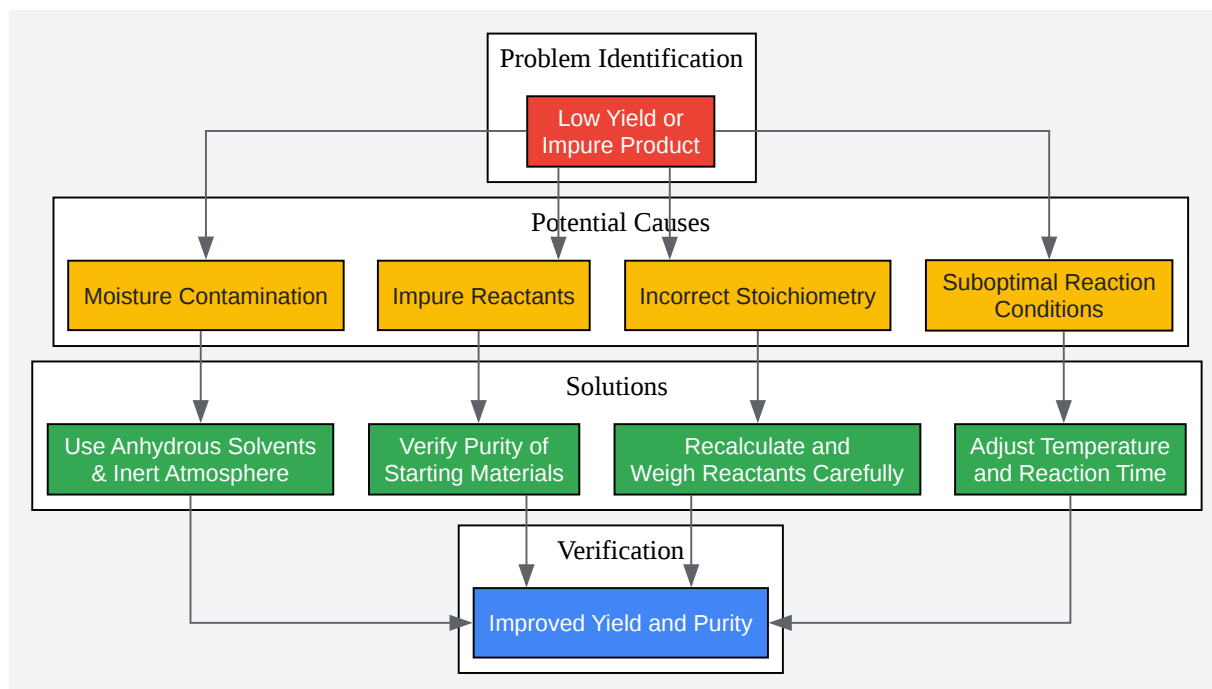 Problem Identification
Low Yield or
Impure Product
Potential Causes
Moisture Contamination
Impure Reactants
Incorrect Stoichiometry
Suboptimal Reaction
Conditions
Solutions
Use Anhydrous Solvents
& Inert Atmosphere
Verify Purity of
Starting Materials
Recalculate and
Weigh Reactants Carefully
Adjust Temperature
and Reaction Time
Verification
Improved Yield and Purity